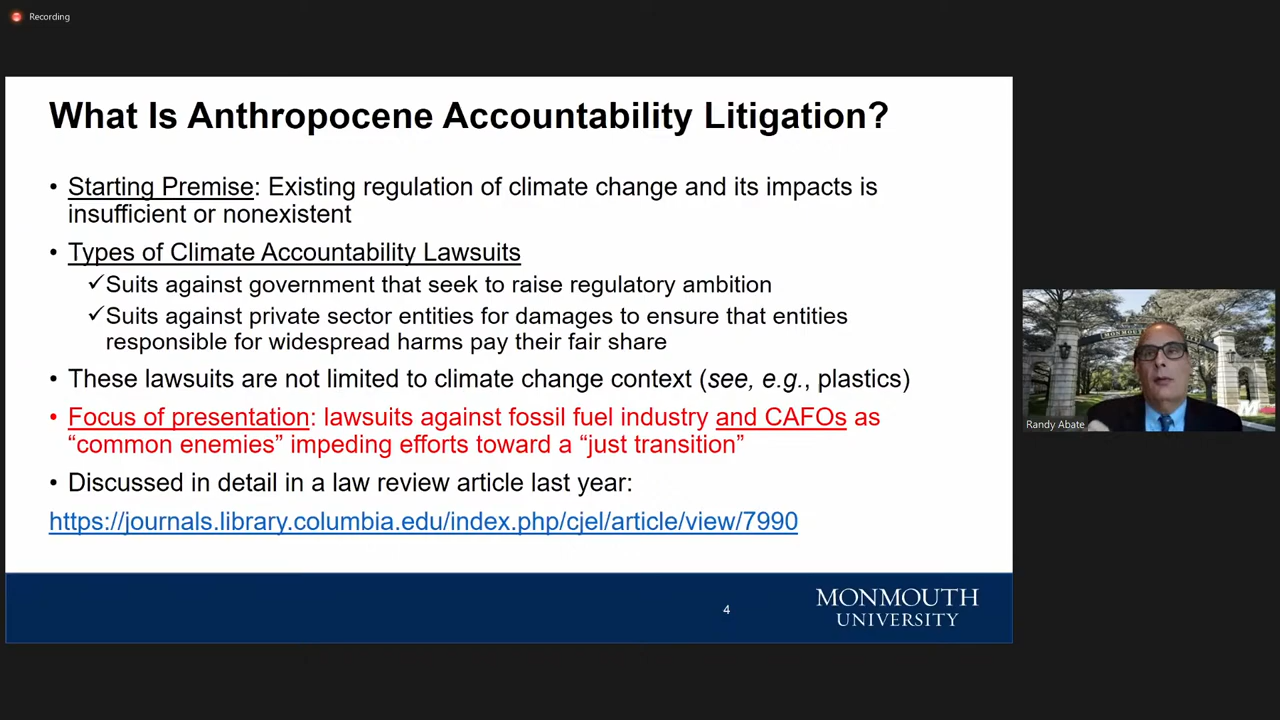 Recording
What Is Anthropocene Accountability Litigation?
• Starting Premise: Existing regulation of climate change and its impacts is
insufficient or nonexistent
• Types of Climate Accountability Lawsuits
✓Suits against government that seek to raise regulatory ambition
✓Suits against private sector entities for damages to ensure that entities
responsible for widespread harms pay their fair share
• These lawsuits are not limited to climate change context (see, e.g., plastics)
• Focus of presentation: lawsuits against fossil fuel industry and CAFOs as
“common enemies” impeding efforts toward a “just transition”
• Discussed in detail in a law review article last year:
https://journals.library.columbia.edu/index.php/cjel/article/view/7990
4
MONMOUTH
UNIVERSITY
Randy Abate